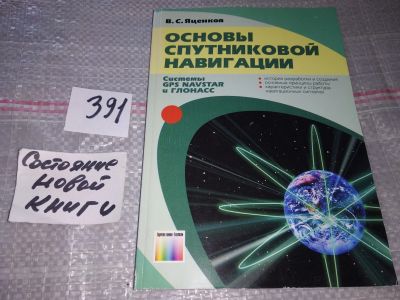 В. С. Яценков
ОСНОВЫ
СПУТНИКОВОЙ
НАВИГАЦИИ
Системы
GPS NAVSTAR
и ГЛОНАСС
• история разработки и создания
• основные принципы работы
• характеристики и структура
навигационных сигналов
391
Состояние
новой
книги